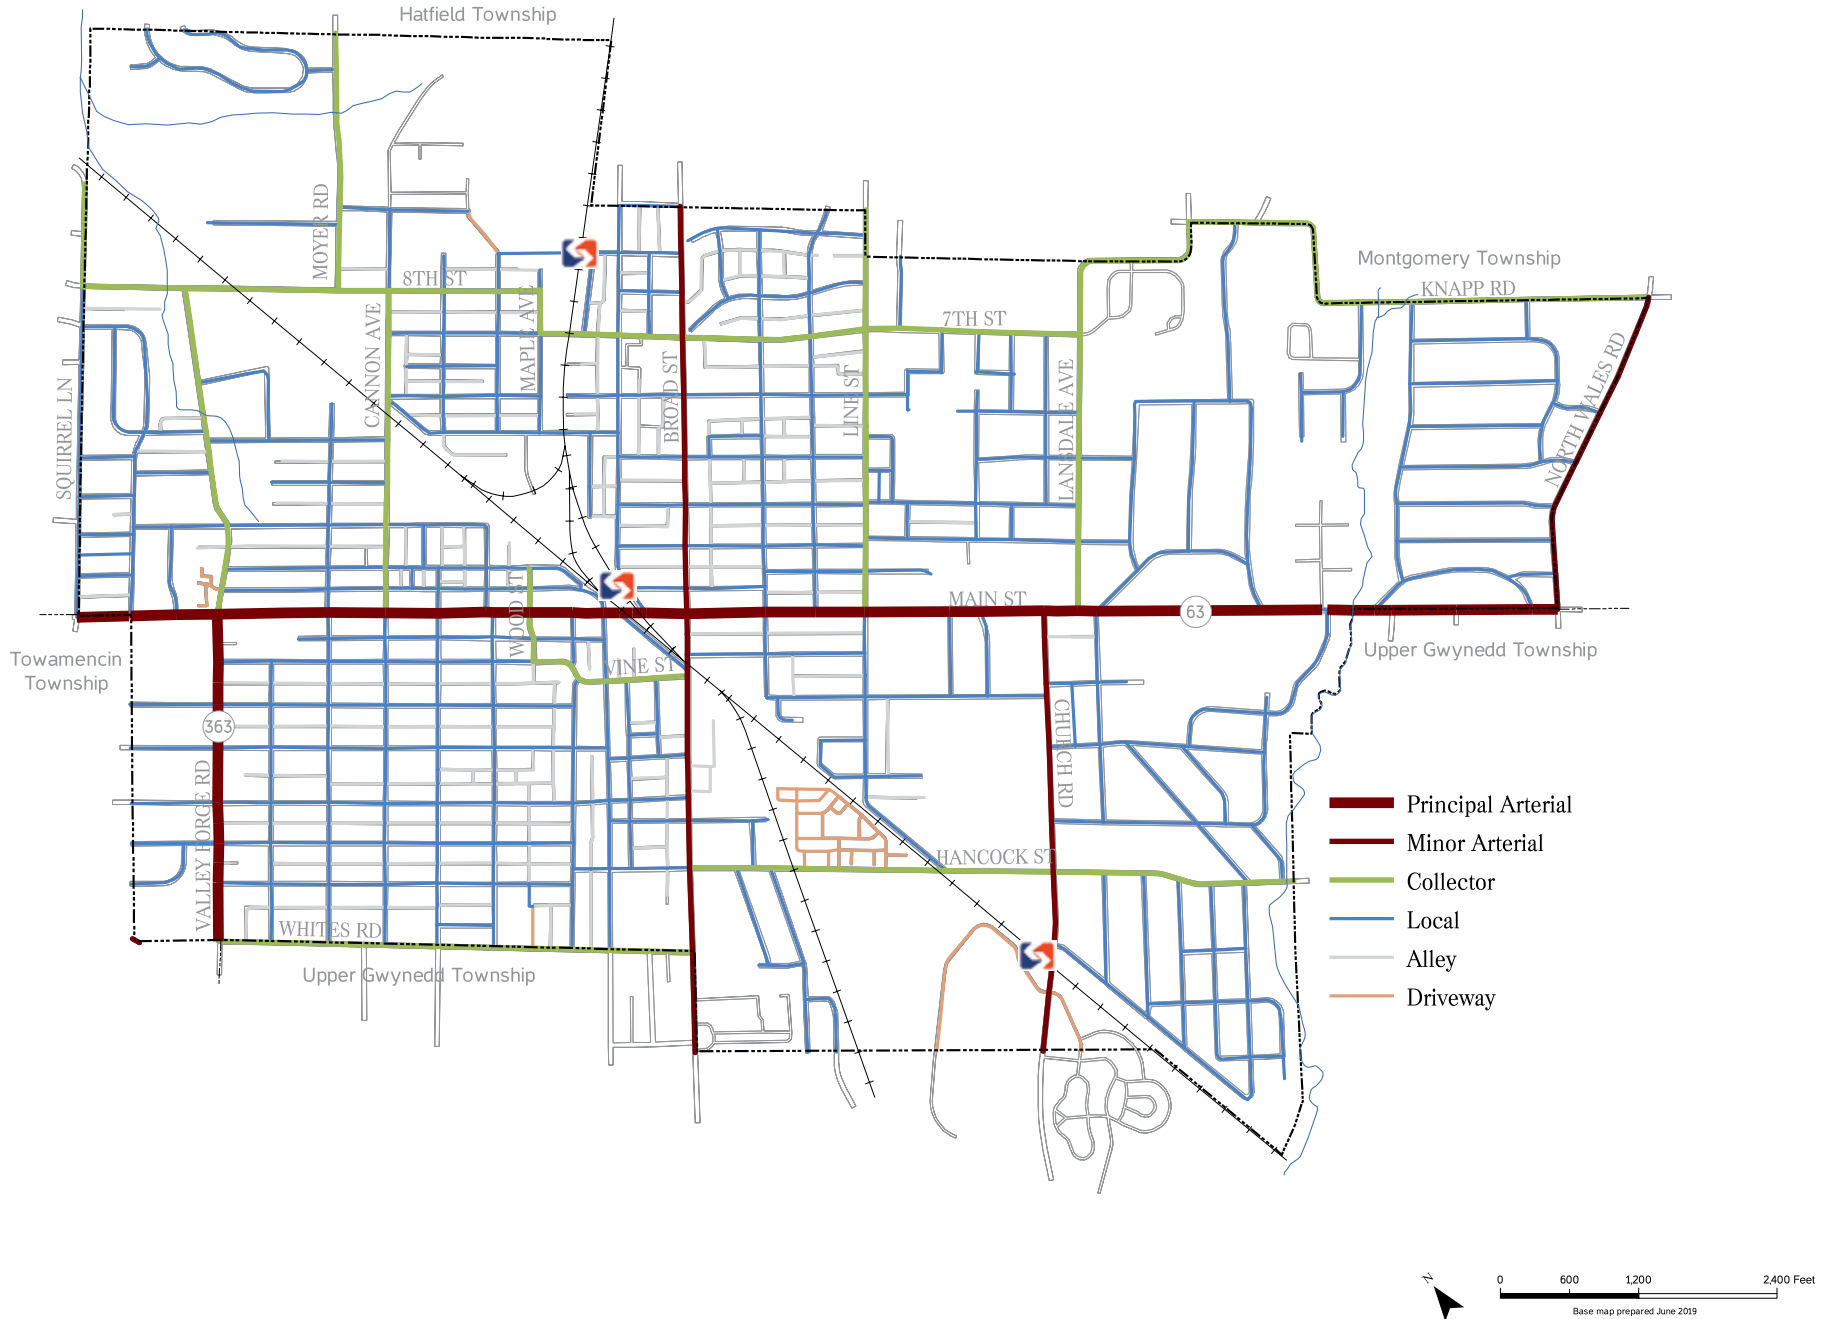 Hatfield Township
MOYER RD
8TH ST
Montgomery Township
KNAPP RD
7TH ST
CANNON AVE
MAPLE AVE
BROAD ST
LINE ST
LANSDALE AVE
NORTH WALES RD
SQUIRREL LN
WOOD ST
MAIN ST
63
Towamencin
Township
VINE ST
Upper Gwynedd Township
363
CHURCH RD
VALLEY FORGE RD
HANCOCK ST
WHITES RD
Upper Gwynedd Township
Principal Arterial
Minor Arterial
Collector
Local
Alley
Driveway
N
0 600 1,200 2,400 Feet
Base map prepared June 2019